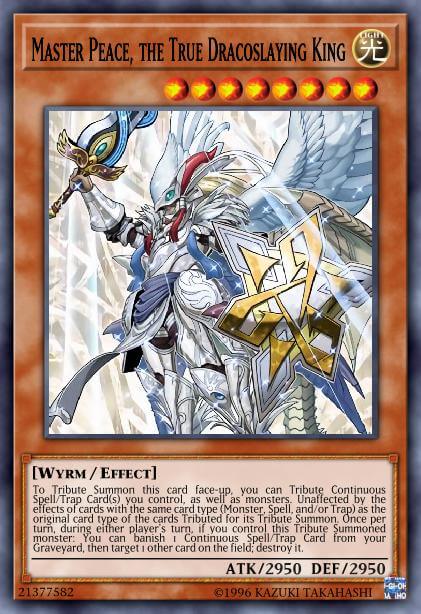 MASTER PEACE, THE TRUE DRACOSLAYING KING
LIGHT
光
[WYRM / EFFECT]
To Tribute Summon this card face-up, you can Tribute Continuous
Spell/Trap Card(s) you control, as well as monsters. Unaffected by the
effects of cards with the same card type (Monster, Spell, and/or Trap) as the
original card type of the cards Tributed for its Tribute Summon. Once per
turn, during either player's turn, if you control this Tribute Summoned
monster: You can banish 1 Continuous Spell/Trap Card from your
Graveyard, then target 1 other card on the field; destroy it.
ATK/2950 DEF/2950
21377582
©1996 KAZUKI TAKAHASHI